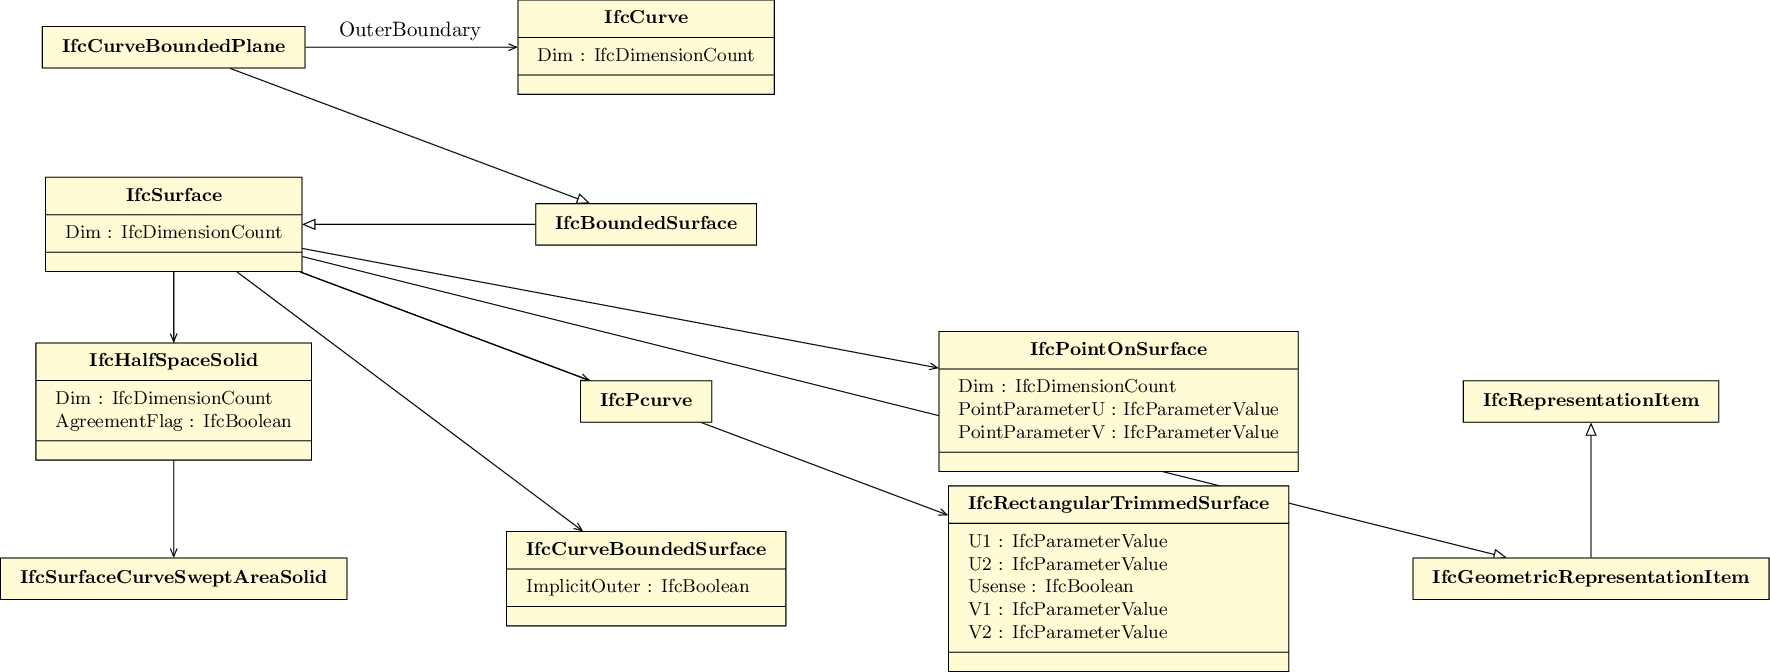 IfcCurveBoundedPlane
OuterBoundary
IfcCurve
Dim : IfcDimensionCount
IfcSurface
Dim : IfcDimensionCount
IfcBoundedSurface
IfcHalfSpaceSolid
Dim : IfcDimensionCount
AgreementFlag : IfcBoolean
IfcPcurve
IfcPointOnSurface
Dim : IfcDimensionCount
PointParameterU : IfcParameterValue
PointParameterV : IfcParameterValue
IfcRepresentationItem
IfcSurfaceCurveSweptAreaSolid
IfcCurveBoundedSurface
ImplicitOuter : IfcBoolean
IfcRectangularTrimmedSurface
U1 : IfcParameterValue
U2 : IfcParameterValue
Usense : IfcBoolean
V1 : IfcParameterValue
V2 : IfcParameterValue
IfcGeometricRepresentationItem